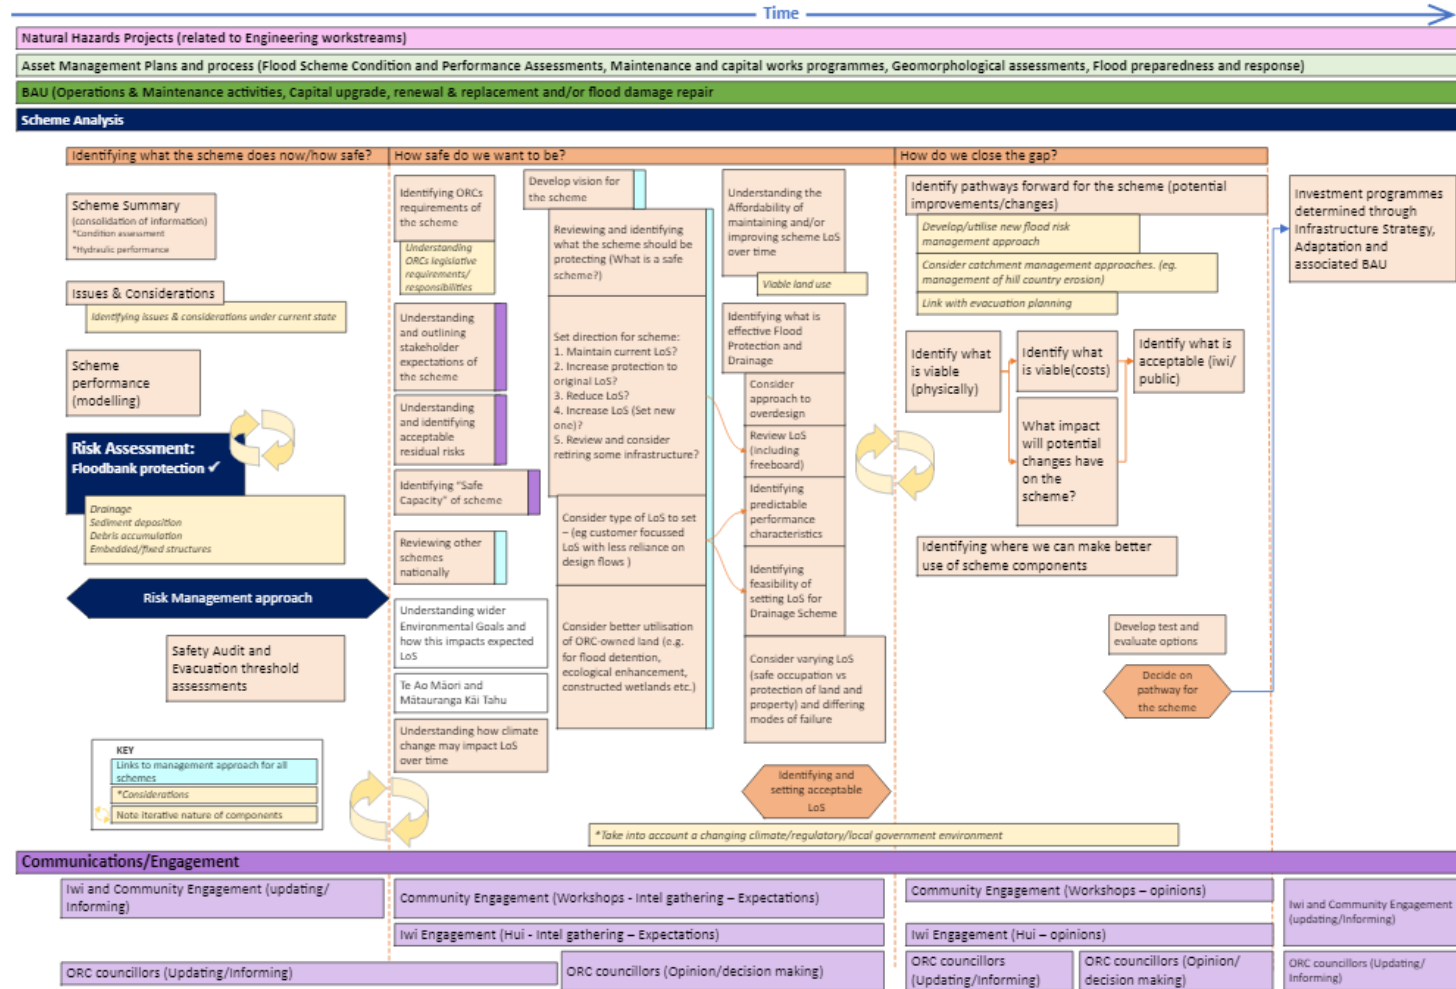 Time
Natural Hazards Projects (related to Engineering workstreams)
Asset Management Plans and process (Flood Scheme Condition and Performance Assessments, Maintenance and capital works programmes, Geomorphological assessments, Flood preparedness and response)
BAU (Operations & Maintenance activities, Capital upgrade, renewal & replacement and/or flood damage repair
Scheme Analysis
Identifying what the scheme does now/how safe?
Scheme Summary
(consolidation of information)
*Condition assessment
*Hydraulic performance
Issues & Considerations
Identifying issues & considerations under current state
Scheme
performance
(modelling)
Risk Assessment:
Floodbank protection ✓
Drainage
Sediment deposition
Debris accumulation
Embedded/fixed structures
Risk Management approach
Safety Audit and
Evacuation threshold
assessments
KEY
Links to management approach for all
schemes
*Considerations
Note iterative nature of components
How safe do we want to be?
Identifying ORCs
requirements of
the scheme
Understanding
ORCs legislative
requirements/
responsibilities
Understanding
and outlining
stakeholder
expectations of
the scheme
Understanding
and identifying
acceptable
residual risks
Identifying "Safe
Capacity" of scheme
Reviewing other
schemes
nationally
Understanding wider
Environmental Goals and
how this impacts expected
LoS
Te Ao Māori and
Mātauranga Kāi Tahu
Understanding how climate
change may impact LoS
over time
Develop vision for
the scheme
Reviewing and identifying
what the scheme should be
protecting (What is a safe
scheme?)
Set direction for scheme:
1. Maintain current LoS?
2. Increase protection to
original LoS?
3. Reduce LoS?
4. Increase LoS (Set new
one)?
5. Review and consider
retiring some infrastructure?
Consider type of LoS to set
– (eg customer focussed
LoS with less reliance on
design flows )
Consider better utilisation
of ORC-owned land (e.g.
for flood detention,
ecological enhancement,
constructed wetlands etc.)
Understanding the
Affordability of
maintaining and/or
improving scheme LoS
over time
Viable land use
Identifying what is
effective Flood
Protection and
Drainage
Consider
approach to
overdesign
Review LoS
(including
freeboard)
Identifying
predictable
performance
characteristics
Identifying
feasibility of
setting LoS for
Drainage Scheme
Consider varying LoS
(safe occupation vs
protection of land and
property) and differing
modes of failure
Identifying and
setting acceptable
LoS
*Take into account a changing climate/regulatory/local government environment
How do we close the gap?
Identify pathways forward for the scheme (potential
improvements/changes)
Develop/utilise new flood risk
management approach
Consider catchment management approaches. (eg.
management of hill country erosion)
Link with evacuation planning
Identify what
is viable
(physically)
Identify what
is viable(costs)
What impact
will potential
changes have
on the
scheme?
Identify what is
acceptable (iwi/
public)
Identifying where we can make better
use of scheme components
Develop test and
evaluate options
Decide on
pathway for
the scheme
Investment programmes
determined through
Infrastructure Strategy,
Adaptation and
associated BAU
Communications/Engagement
Iwi and Community Engagement (updating/
Informing)
ORC councillors (Updating/Informing)
Community Engagement (Workshops - Intel gathering – Expectations)
Iwi Engagement (Hui - Intel gathering – Expectations)
ORC councillors (Opinion/decision making)
Community Engagement (Workshops – opinions)
Iwi Engagement (Hui – opinions)
ORC councillors
(Updating/Informing)
ORC councillors (Opinion/
decision making)
Iwi and Community Engagement
(updating/Informing)
ORC councillors (Updating/
Informing)